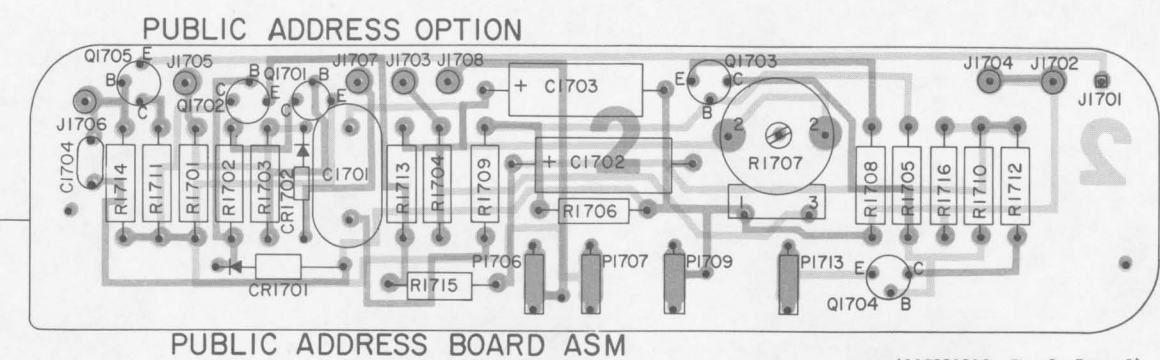 PUBLIC ADDRESS OPTION
Q1705 E J1705 J1707 J1703 J1708 Q1703 J1704 J1702
B C Q1702 B C E Q1701 B C E C1703 + E C B J1701
J1706 2 2 2 2
C1704 R1714 R1711 R1701 R1702 R1703 CR1702 C1701 R1713 R1704 R1709 + C1702 R1707 R1708 R1705 R1716 R1710 R1712
R1706 1 3
P1706 P1707 P1709 P1713 E C
CR1701 R1715 Q1704 B
PUBLIC ADDRESS BOARD ASM